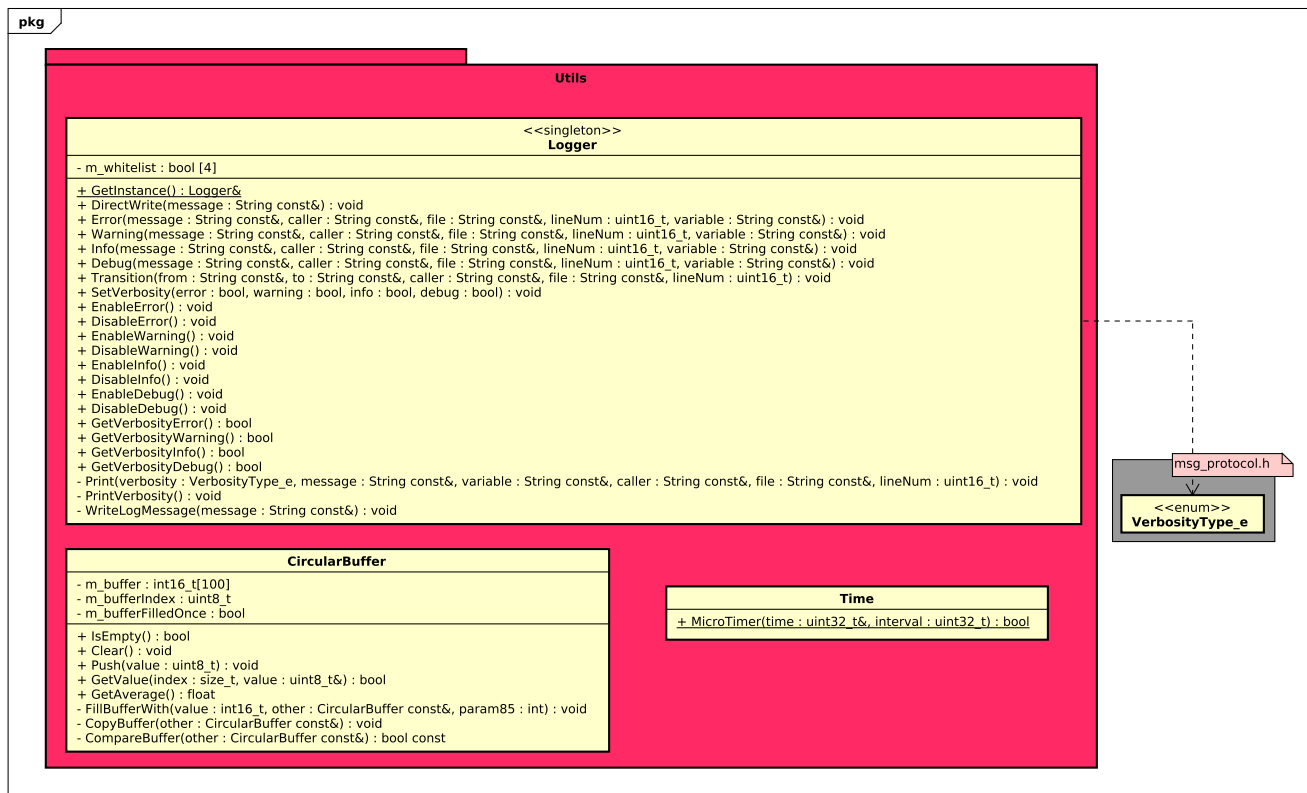 pkg
Utils
<<singleton>>
Logger
- m_whitelist : bool [4]
+ GetInstance() : Logger&
+ DirectWrite(message : String const&) : void
+ Error(message : String const&, caller : String const&, file : String const&, lineNum : uint16_t, variable : String const&) : void
+ Warning(message : String const&, caller : String const&, file : String const&, lineNum : uint16_t, variable : String const&) : void
+ Info(message : String const&, caller : String const&, file : String const&, lineNum : uint16_t, variable : String const&) : void
+ Debug(message : String const&, caller : String const&, file : String const&, lineNum : uint16_t, variable : String const&) : void
+ Transition(from : String const&, to : String const&, caller : String const&, file : String const&, lineNum : uint16_t) : void
+ SetVerbosity(error : bool, warning : bool, info : bool, debug : bool) : void
+ EnableError() : void
+ DisableError() : void
+ EnableWarning() : void
+ DisableWarning() : void
+ EnableInfo() : void
+ DisableInfo() : void
+ EnableDebug() : void
+ DisableDebug() : void
+ GetVerbosityError() : bool
+ GetVerbosityWarning() : bool
+ GetVerbosityInfo() : bool
+ GetVerbosityDebug() : bool
- Print(verbosity : VerbosityType_e, message : String const&, variable : String const&, caller : String const&, file : String const&, lineNum : uint16_t) : void
- PrintVerbosity() : void
- WriteLogMessage(message : String const&) : void
msg_protocol.h
<<enum>>
VerbosityType_e
CircularBuffer
- m_buffer : int16_t[100]
- m_bufferIndex : uint8_t
- m_bufferFilledOnce : bool
+ IsEmpty() : bool
+ Clear() : void
+ Push(value : uint8_t) : void
+ GetValue(index : size_t, value : uint8_t&) : bool
+ GetAverage() : float
- FillBufferWith(value : int16_t, other : CircularBuffer const&, param85 : int) : void
- CopyBuffer(other : CircularBuffer const&) : void
- CompareBuffer(other : CircularBuffer const&) : bool const
Time
+ MicroTimer(time : uint32_t&, interval : uint32_t) : bool